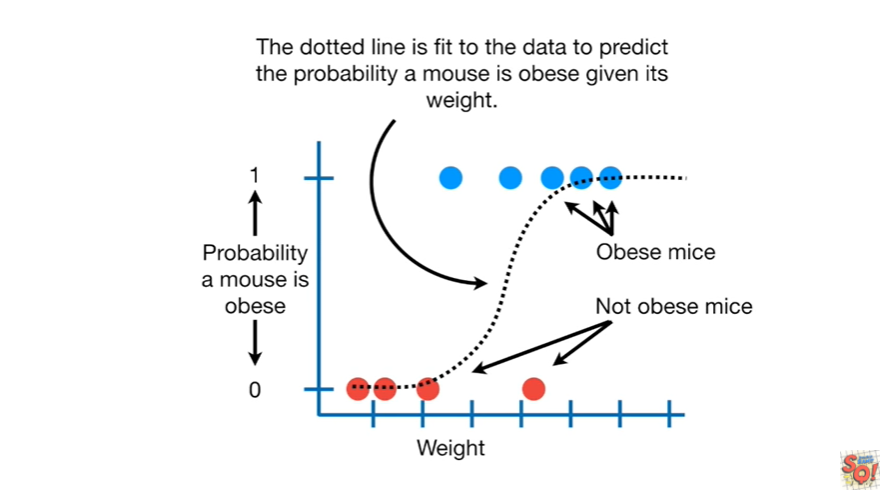 The dotted line is fit to the data to predict
the probability a mouse is obese given its
weight.
1
Probability
a mouse is
obese
0
Obese mice
Not obese mice
Weight
SQ!